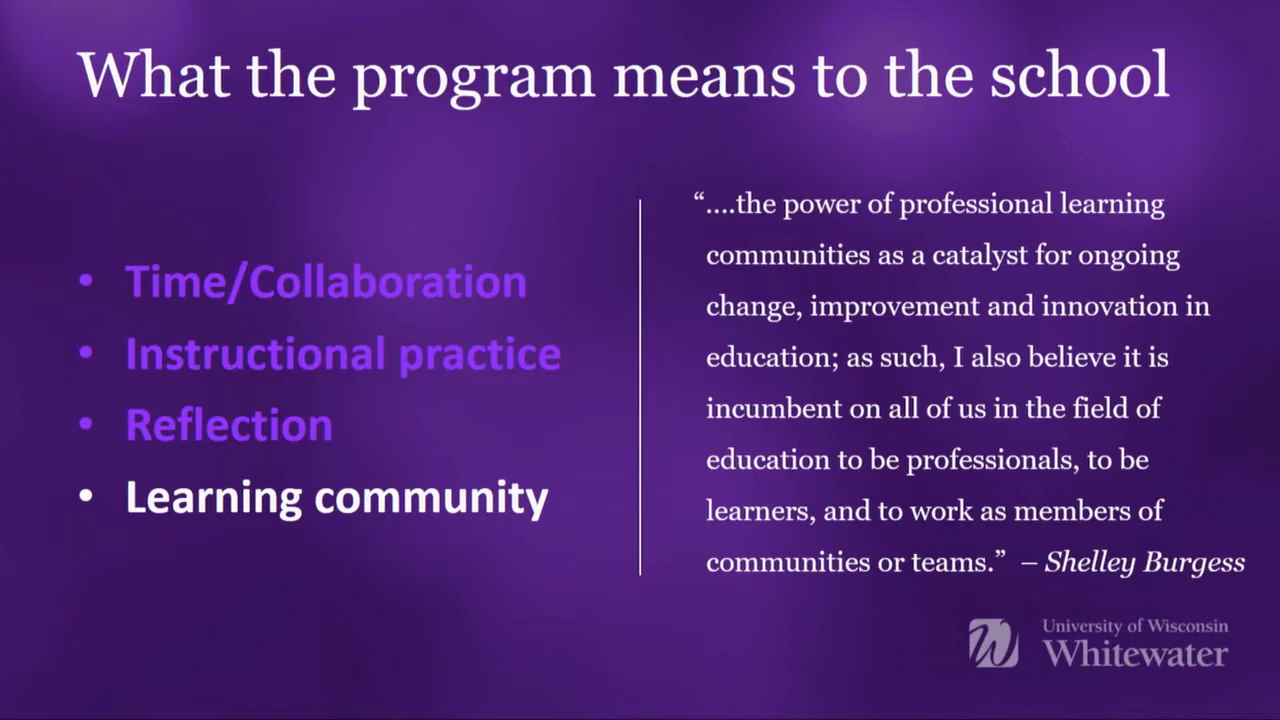 What the program means to the school
• Time/Collaboration
• Instructional practice
• Reflection
• Learning community
“....the power of professional learning
communities as a catalyst for ongoing
change, improvement and innovation in
education; as such, I also believe it is
incumbent on all of us in the field of
education to be professionals, to be
learners, and to work as members of
communities or teams.” – Shelley Burgess
University of Wisconsin
Whitewater